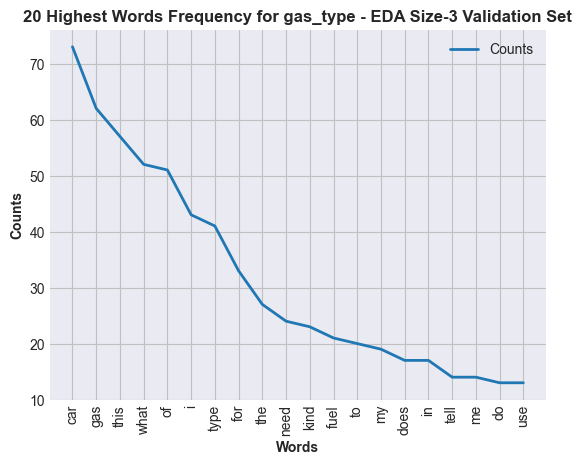 20 Highest Words Frequency for gas_type - EDA Size-3 Validation Set
Counts
Counts
70
60
50
40
30
20
10
car
gas
this
what
of
i
type
for
the
need
kind
fuel
to
my
does
in
tell
me
do
use
Words